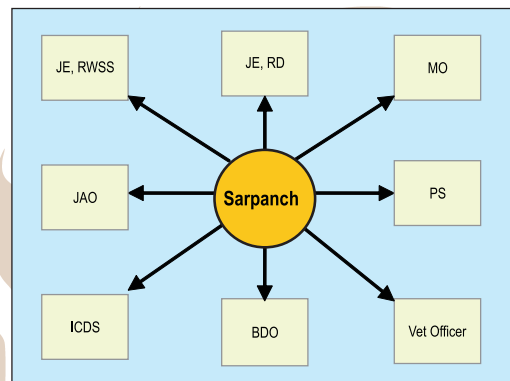 JE, RWSS
JE, RD
MO
JAO
Sarpanch
PS
ICDS
BDO
Vet Officer